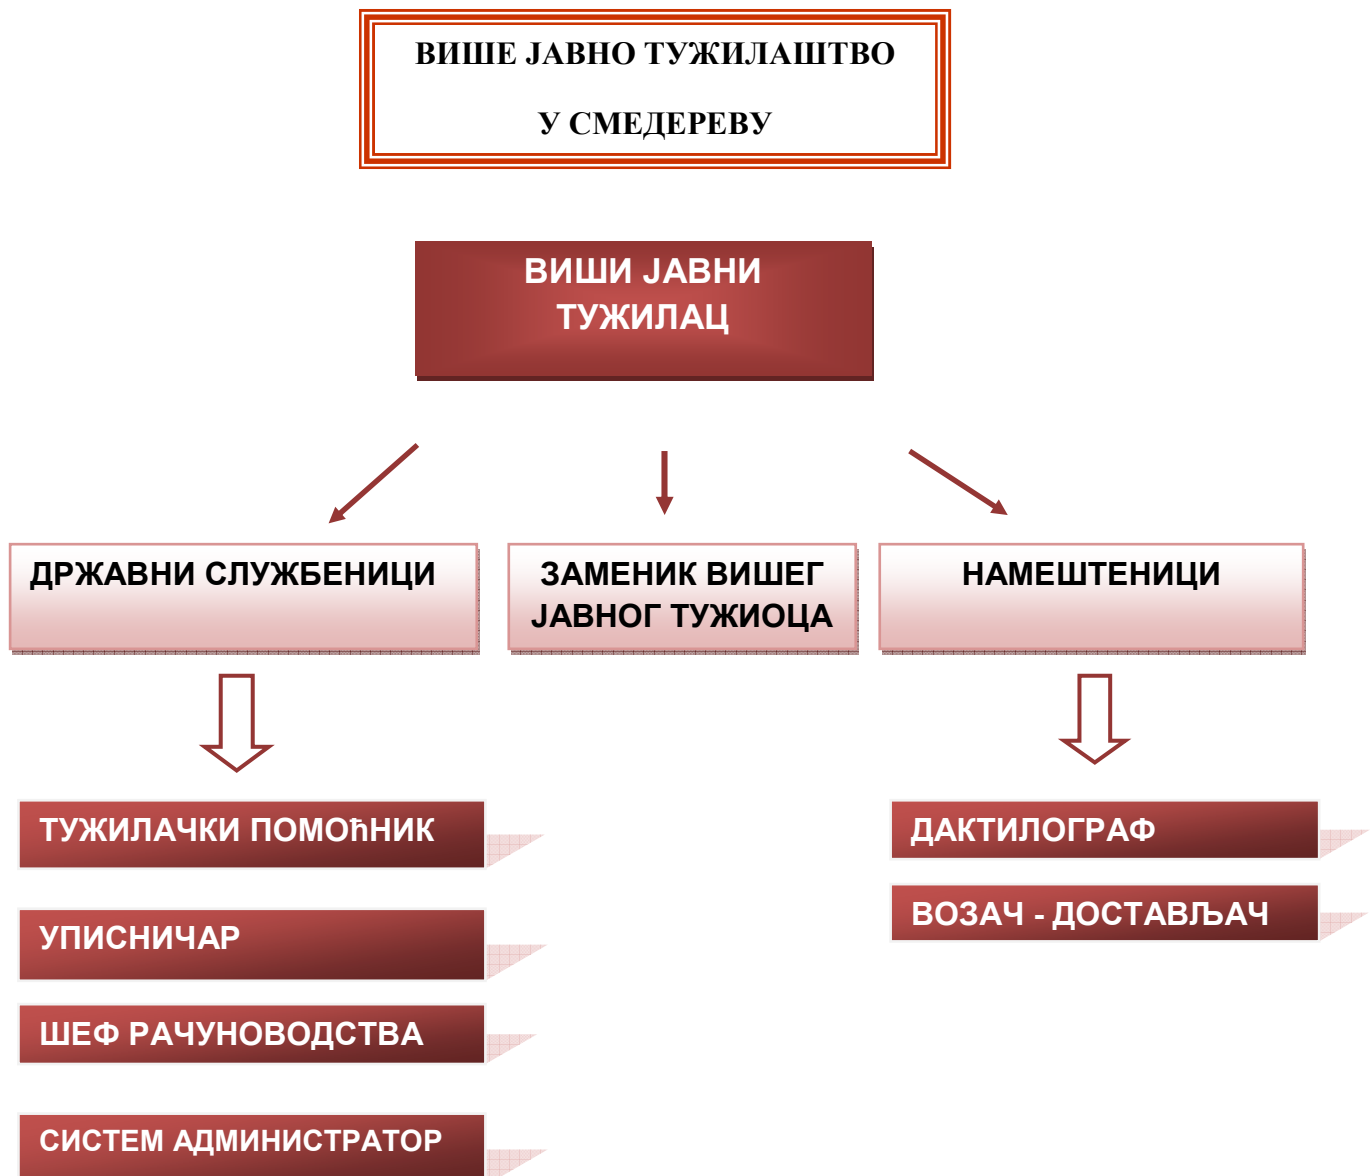 ВИШЕ ЈАВНО ТУЖИЛАШТВО
У СМЕДЕРЕВУ
ВИШИ ЈАВНИ
ТУЖИЛАЦ
ДРЖАВНИ СЛУЖБЕНИЦИ
ЗАМЕНИК ВИШЕГ
ЈАВНОГ ТУЖИОЦА
НАМЕШТЕНИЦИ
ТУЖИЛАЧКИ ПОМОћНИК
УПИСНИЧАР
ШЕФ РАЧУНОВОДСТВА
СИСТЕМ АДМИНИСТРАТОР
ДАКТИЛОГРАФ
ВОЗАЧ - ДОСТАВЉАЧ